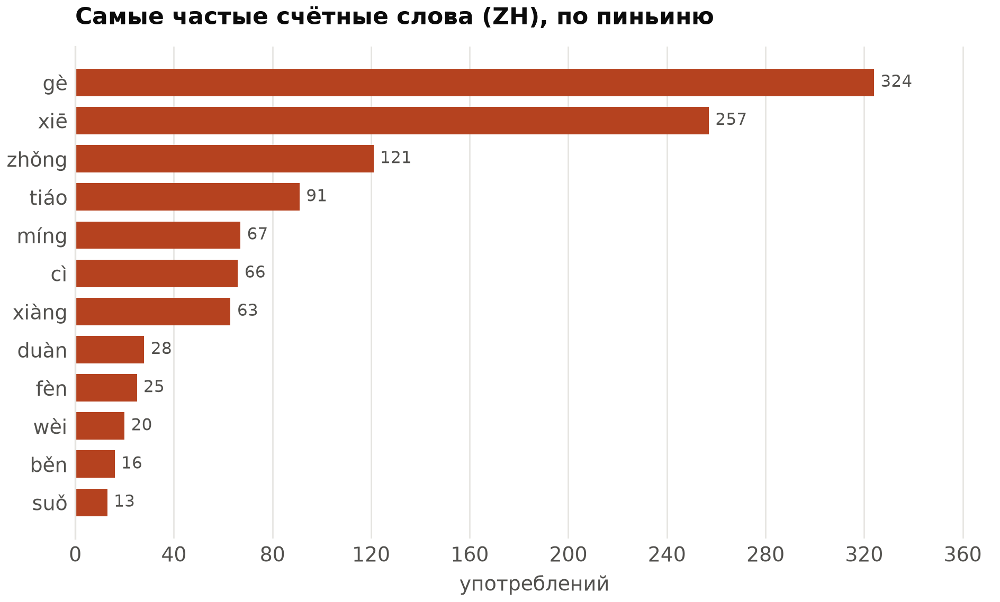 Самые частые счётные слова (ZH), по пиньиню
gè 324
xiē 257
zhǒng 121
tiáo 91
míng 67
cì 66
xiàng 63
duàn 28
fèn 25
wèi 20
běn 16
suǒ 13
0 40 80 120 160 200 240 280 320 360
употреблений